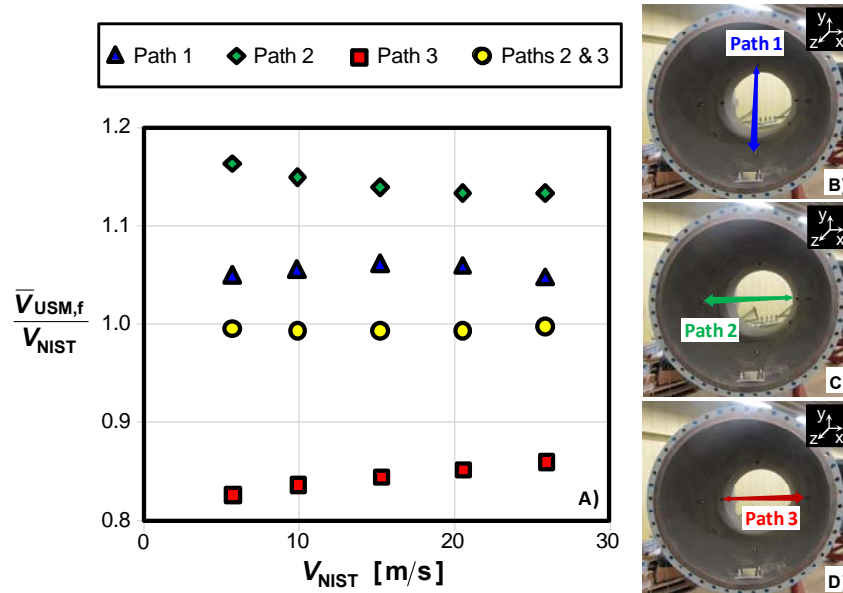 Path 1 Path 2 Path 3 Paths 2 & 3
1.2
1.1
1.0
0.9
0.8
V̅USM,f
VNIST
0 10 20 30
VNIST [m/s]
A)
Path 1
y
z x
B)
Path 2
y
z x
C)
Path 3
y
z x
D)